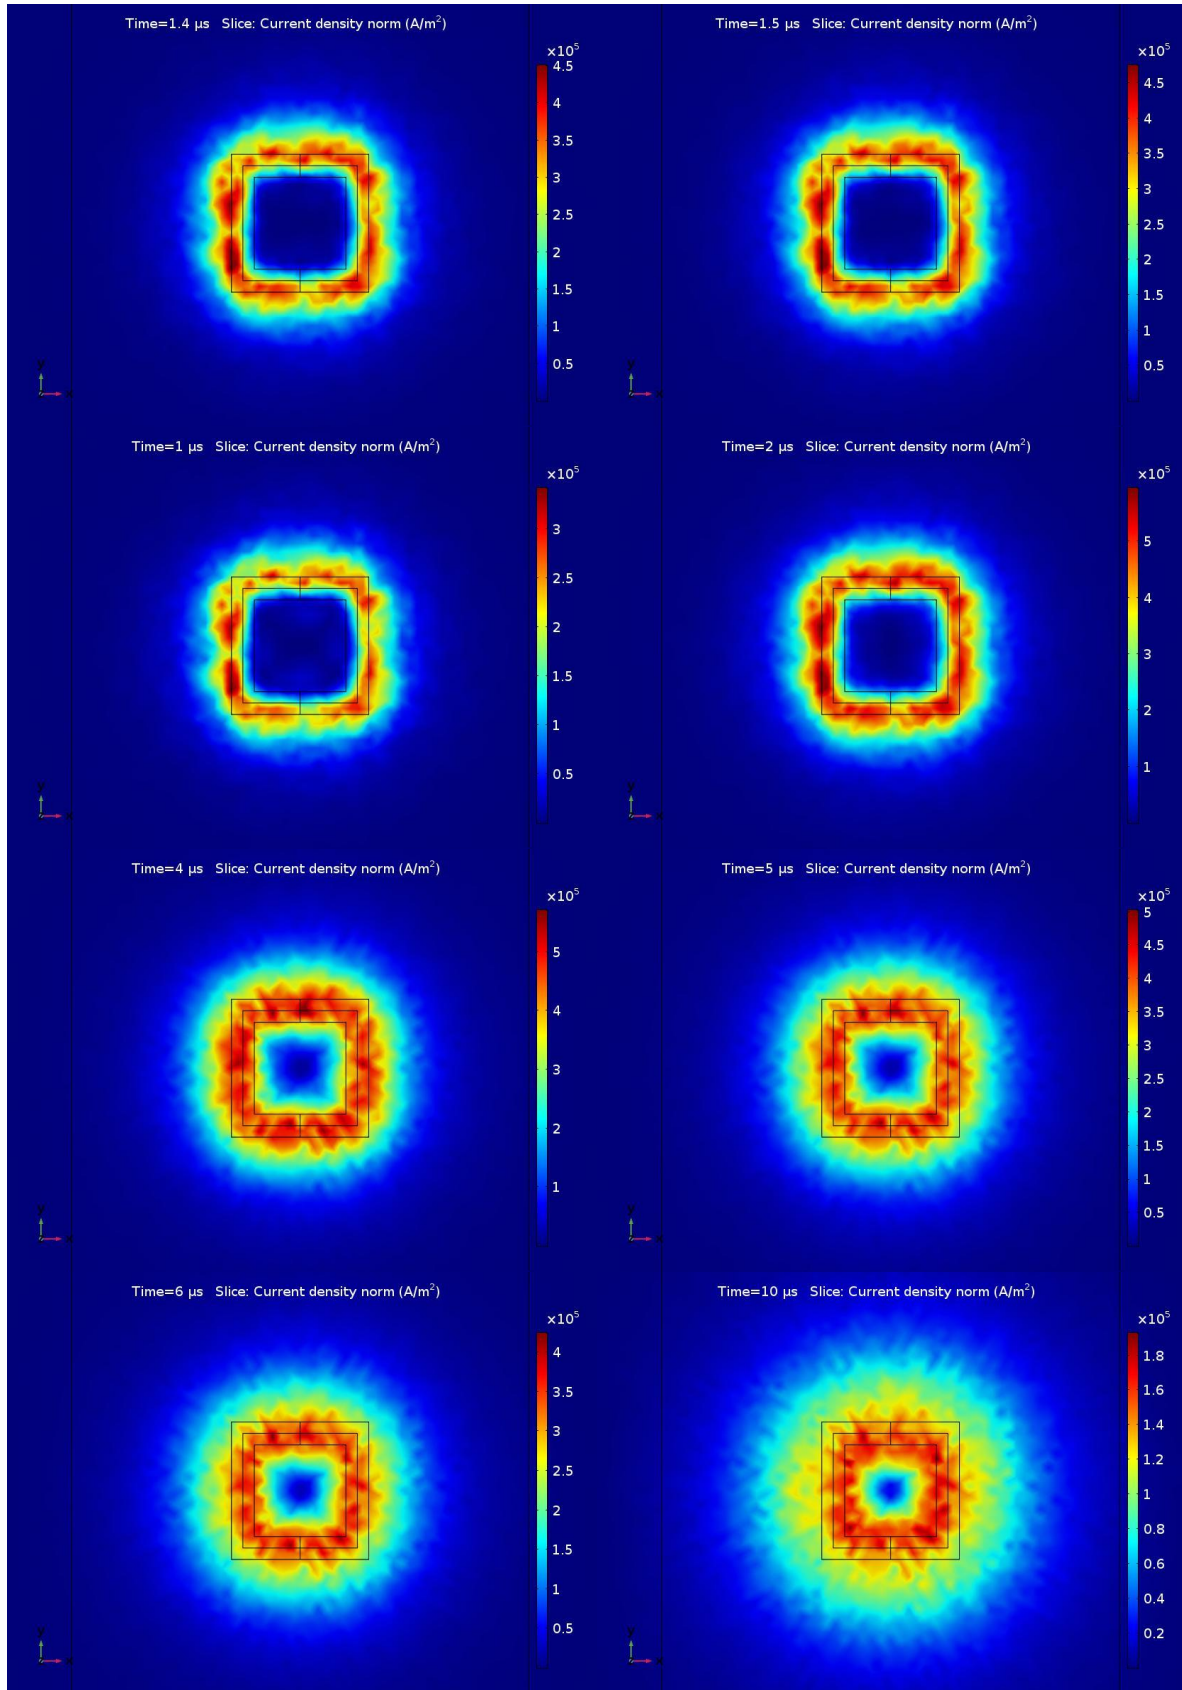 Time=1.4 µs   Slice: Current density norm (A/m²)
×10⁵
4.5
4
3.5
3
2.5
2
1.5
1
0.5
y
x
Time=1.5 µs   Slice: Current density norm (A/m²)
×10⁵
4.5
4
3.5
3
2.5
2
1.5
1
0.5
y
x
Time=1 µs   Slice: Current density norm (A/m²)
×10⁵
3
2.5
2
1.5
1
0.5
y
x
Time=2 µs   Slice: Current density norm (A/m²)
×10⁵
5
4
3
2
1
y
x
Time=4 µs   Slice: Current density norm (A/m²)
×10⁵
5
4
3
2
1
y
x
Time=5 µs   Slice: Current density norm (A/m²)
×10⁵
5
4.5
4
3.5
3
2.5
2
1.5
1
0.5
y
x
Time=6 µs   Slice: Current density norm (A/m²)
×10⁵
4
3.5
3
2.5
2
1.5
1
0.5
y
x
Time=10 µs   Slice: Current density norm (A/m²)
×10⁵
1.8
1.6
1.4
1.2
1
0.8
0.6
0.4
0.2
y
x